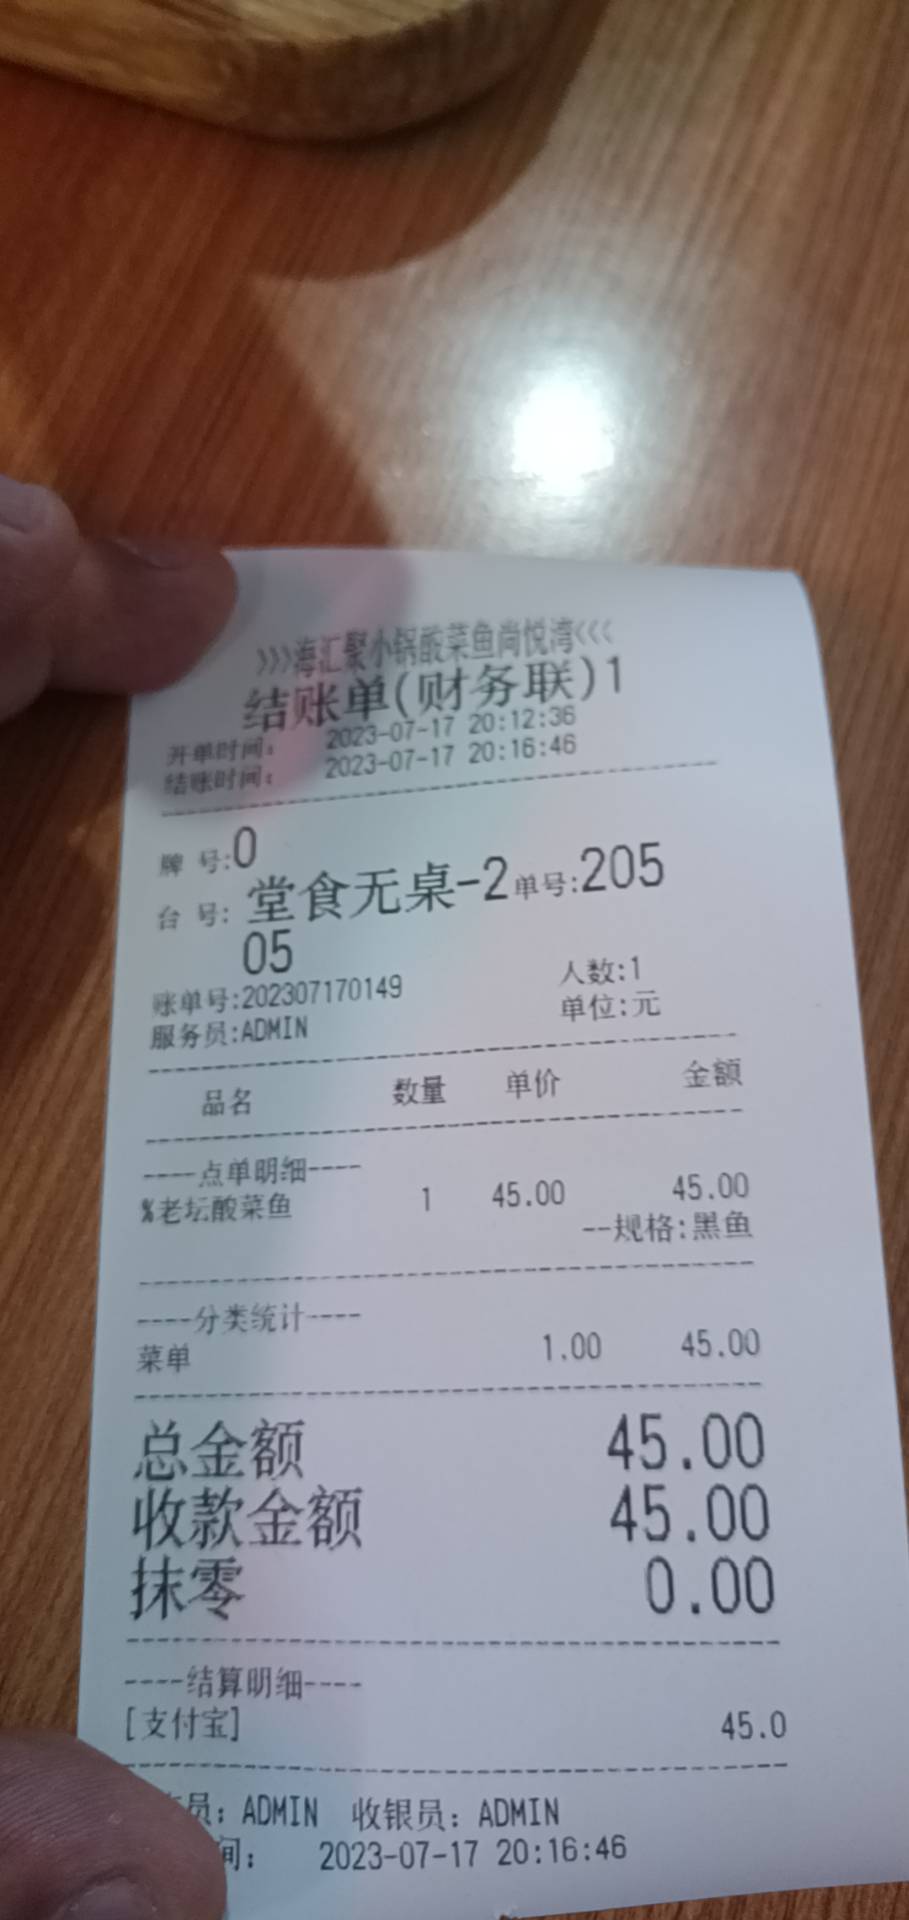 >>>海汇聚小锅酸菜鱼尚悦湾<<<
结账单(财务联)1
开单时间: 2023-07-17 20:12:36
结账时间: 2023-07-17 20:16:46
牌 号:0
台 号: 堂食无桌-2 单号:205
05
账单号:202307170149 人数:1
服务员:ADMIN 单位:元
品名 数量 单价 金额
----点单明细----
%老坛酸菜鱼 1 45.00 45.00
--规格:黑鱼
----分类统计----
菜单 1.00 45.00
总金额 45.00
收款金额 45.00
抹零 0.00
----结算明细----
[支付宝] 45.0
员: ADMIN 收银员: ADMIN
间: 2023-07-17 20:16:46